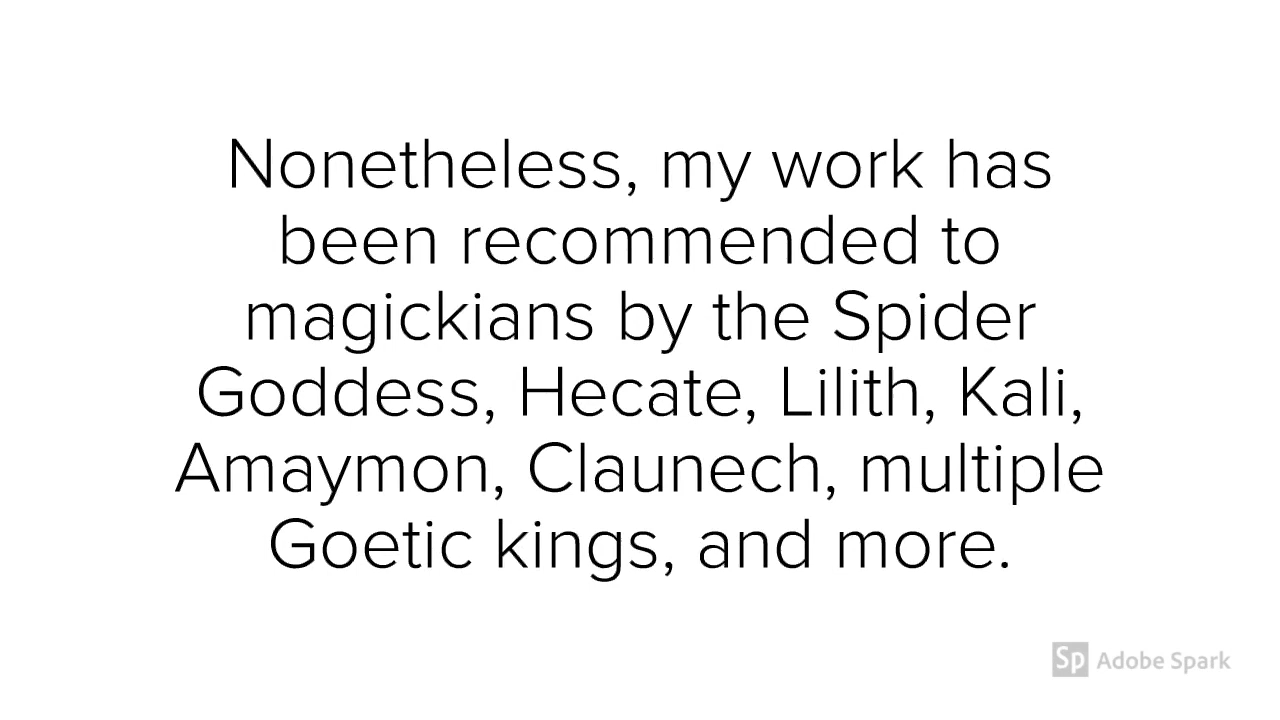 Nonetheless, my work has
been recommended to
magickians by the Spider
Goddess, Hecate, Lilith, Kali,
Amaymon, Claunech, multiple
Goetic kings, and more.
Sp Adobe Spark